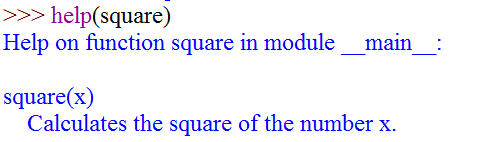 >>> help(square)
Help on function square in module __main__:
square(x)
    Calculates the square of the number x.